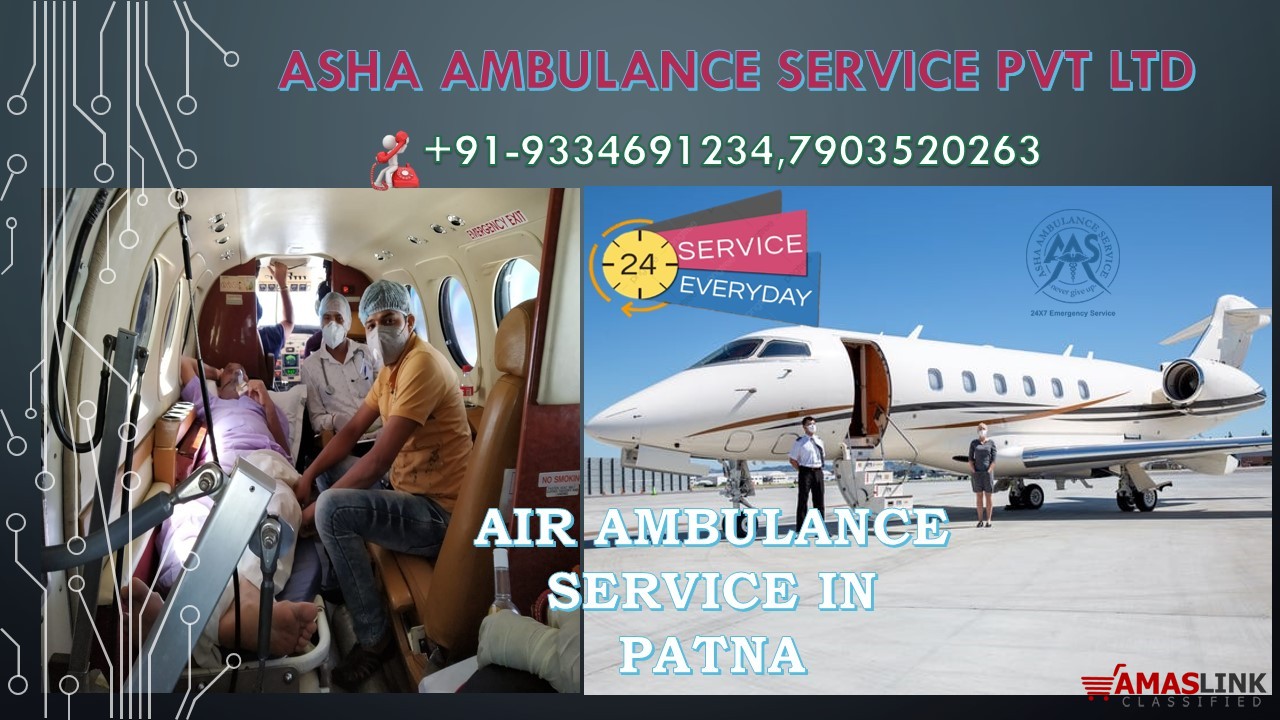 ASHA AMBULANCE SERVICE PVT LTD
+91-9334691234,7903520263
EMERGENCY EXIT
24
SERVICE
EVERYDAY
ASHA AMBULANCE SERVICE
AAS
never give up
24X7 Emergency Service
NO SMOKING
AIR AMBULANCE
SERVICE IN
PATNA
AMASLINK
CLASSIFIED